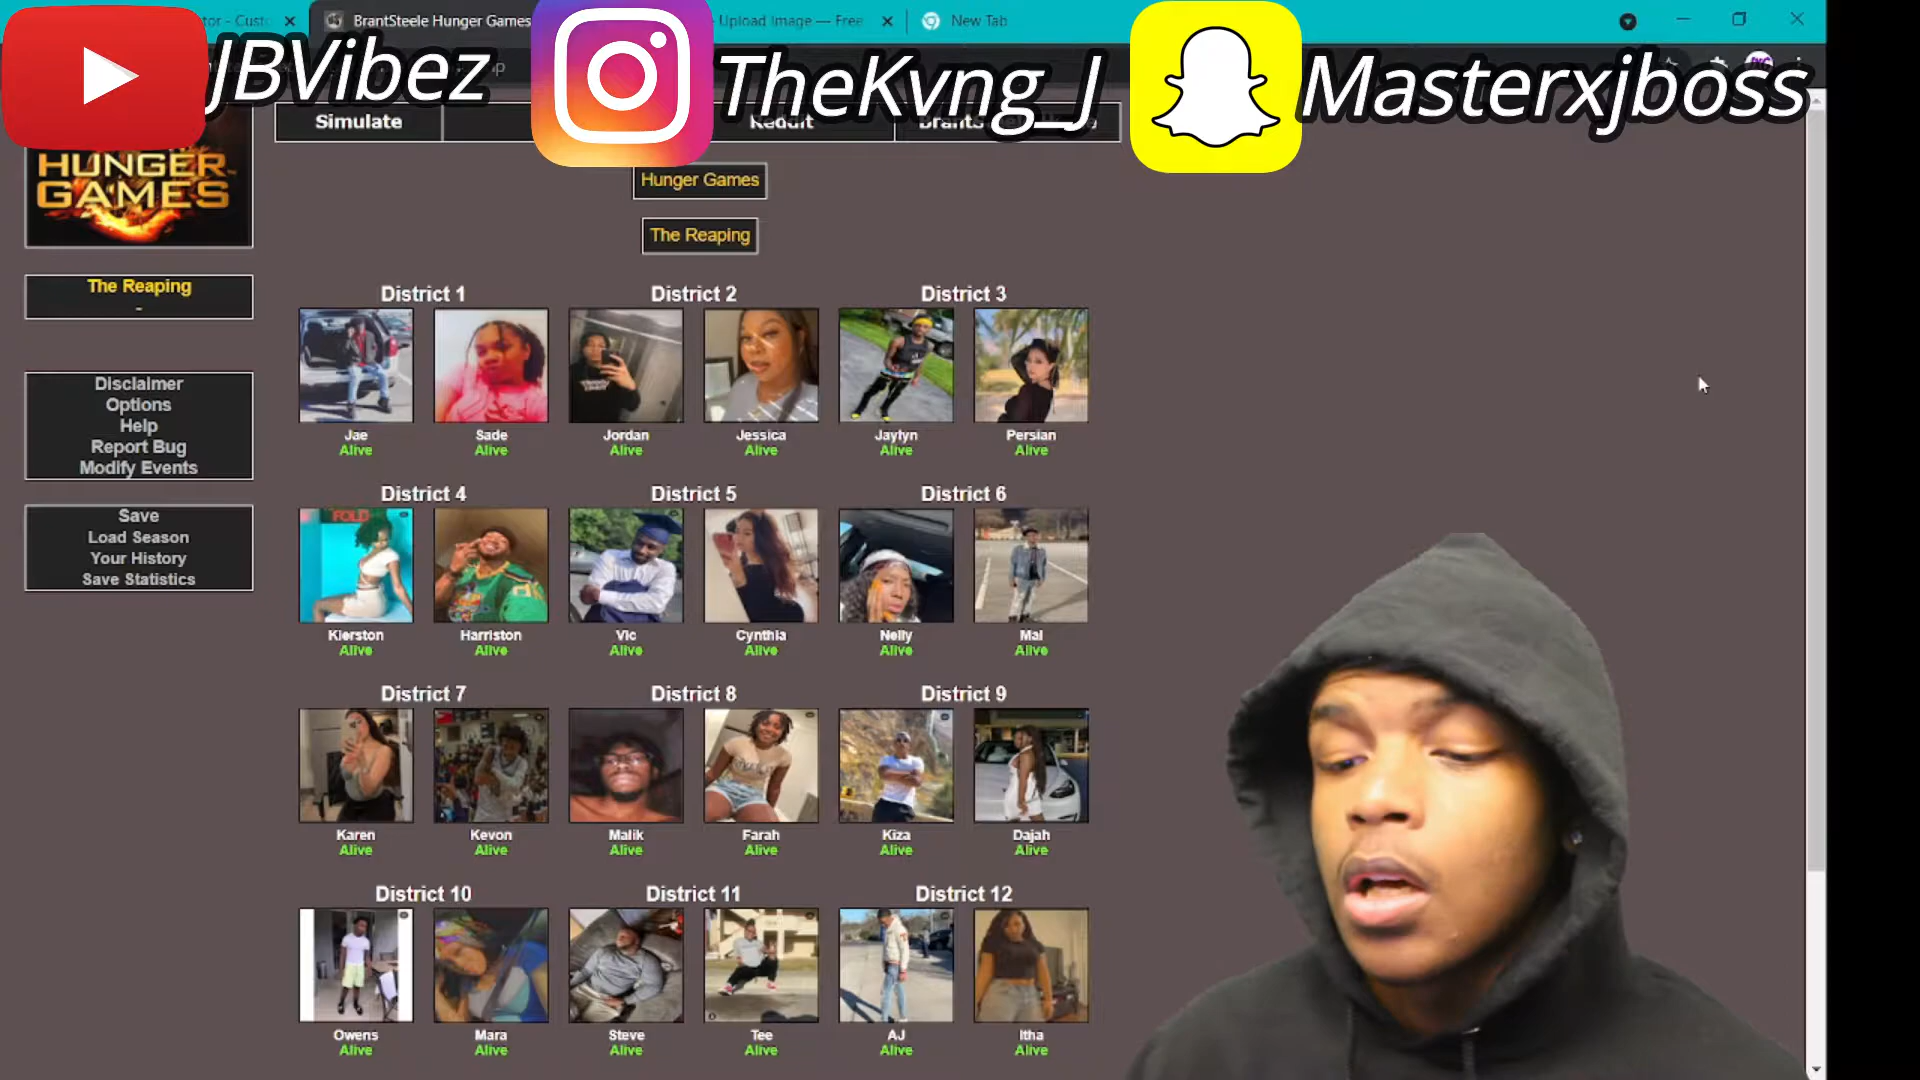 BrantSteele Hunger Games
Upload Image — Free
New Tab
JBVibez
TheKvng_J
Masterxjboss
Simulate
Reddit
HUNGER GAMES
Hunger Games
The Reaping
The Reaping
-
Disclaimer
Options
Help
Report Bug
Modify Events
Save
Load Season
Your History
Save Statistics
District 1 District 2 District 3
Jae Sade Jordan Jessica Jaylyn Persian
Alive Alive Alive Alive Alive Alive
District 4 District 5 District 6
FOLD
Kierston Harriston Vic Cynthia Nelly Mal
Alive Alive Alive Alive Alive Alive
District 7 District 8 District 9
Karen Kevon Malik Farah Kiza Dajah
Alive Alive Alive Alive Alive Alive
District 10 District 11 District 12
Owens Mara Steve Tee AJ Itha
Alive Alive Alive Alive Alive Alive